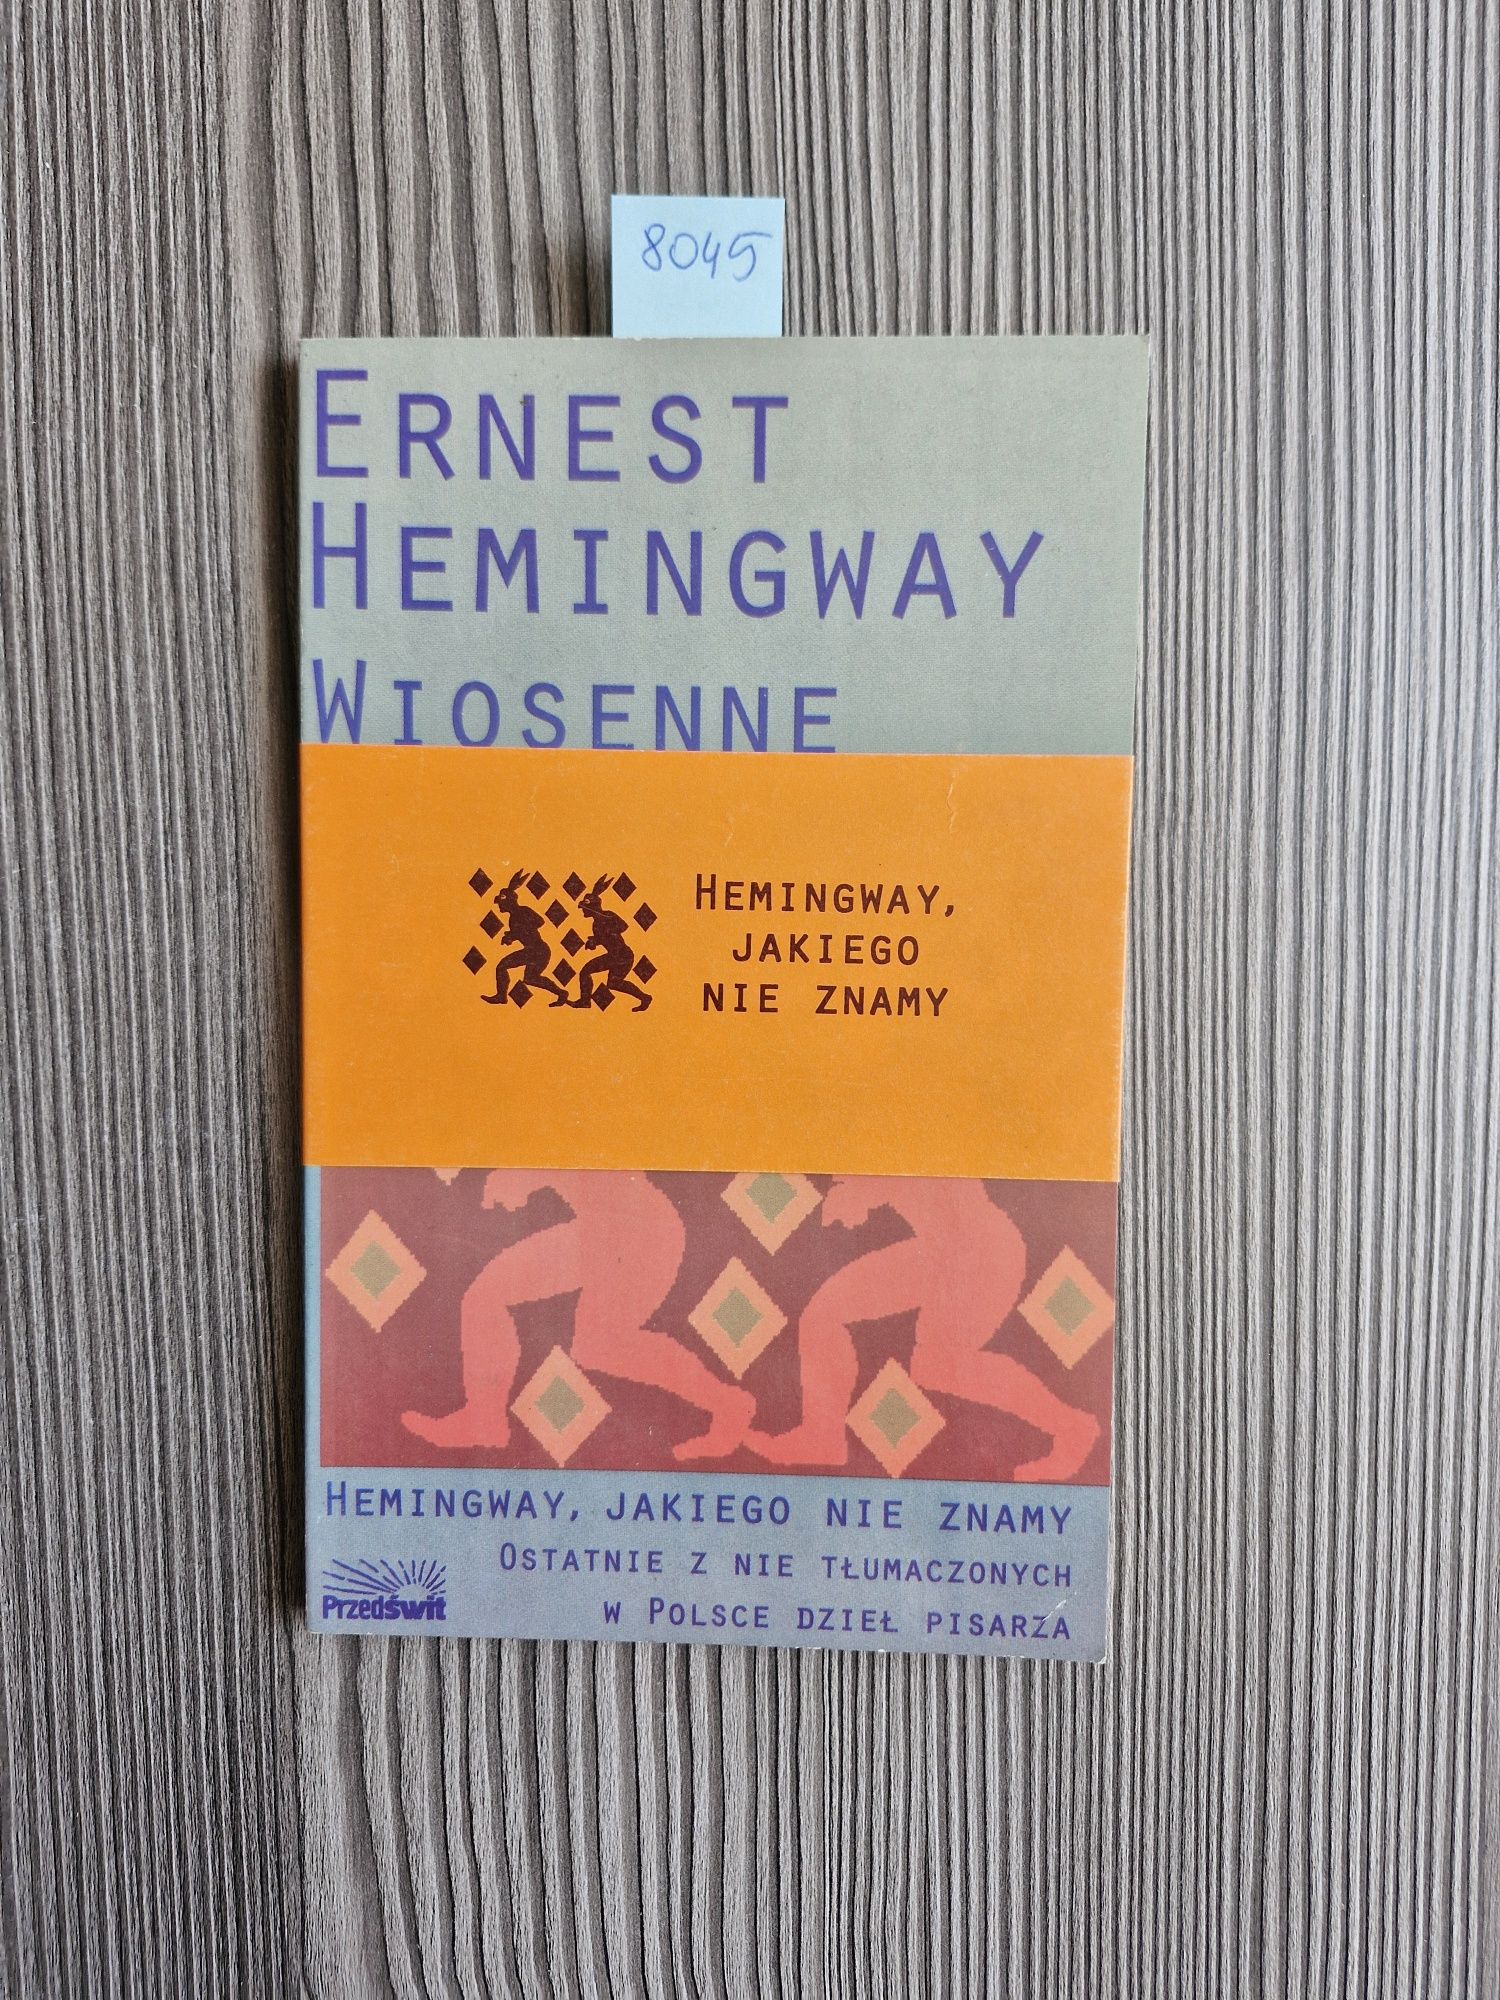 8045
ERNEST
HEMINGWAY
WIOSENNE
HEMINGWAY,
JAKIEGO
NIE ZNAMY
HEMINGWAY, JAKIEGO NIE ZNAMY
OSTATNIE Z NIE TŁUMACZONYCH
W POLSCE DZIEŁ PISARZA
Przedświt